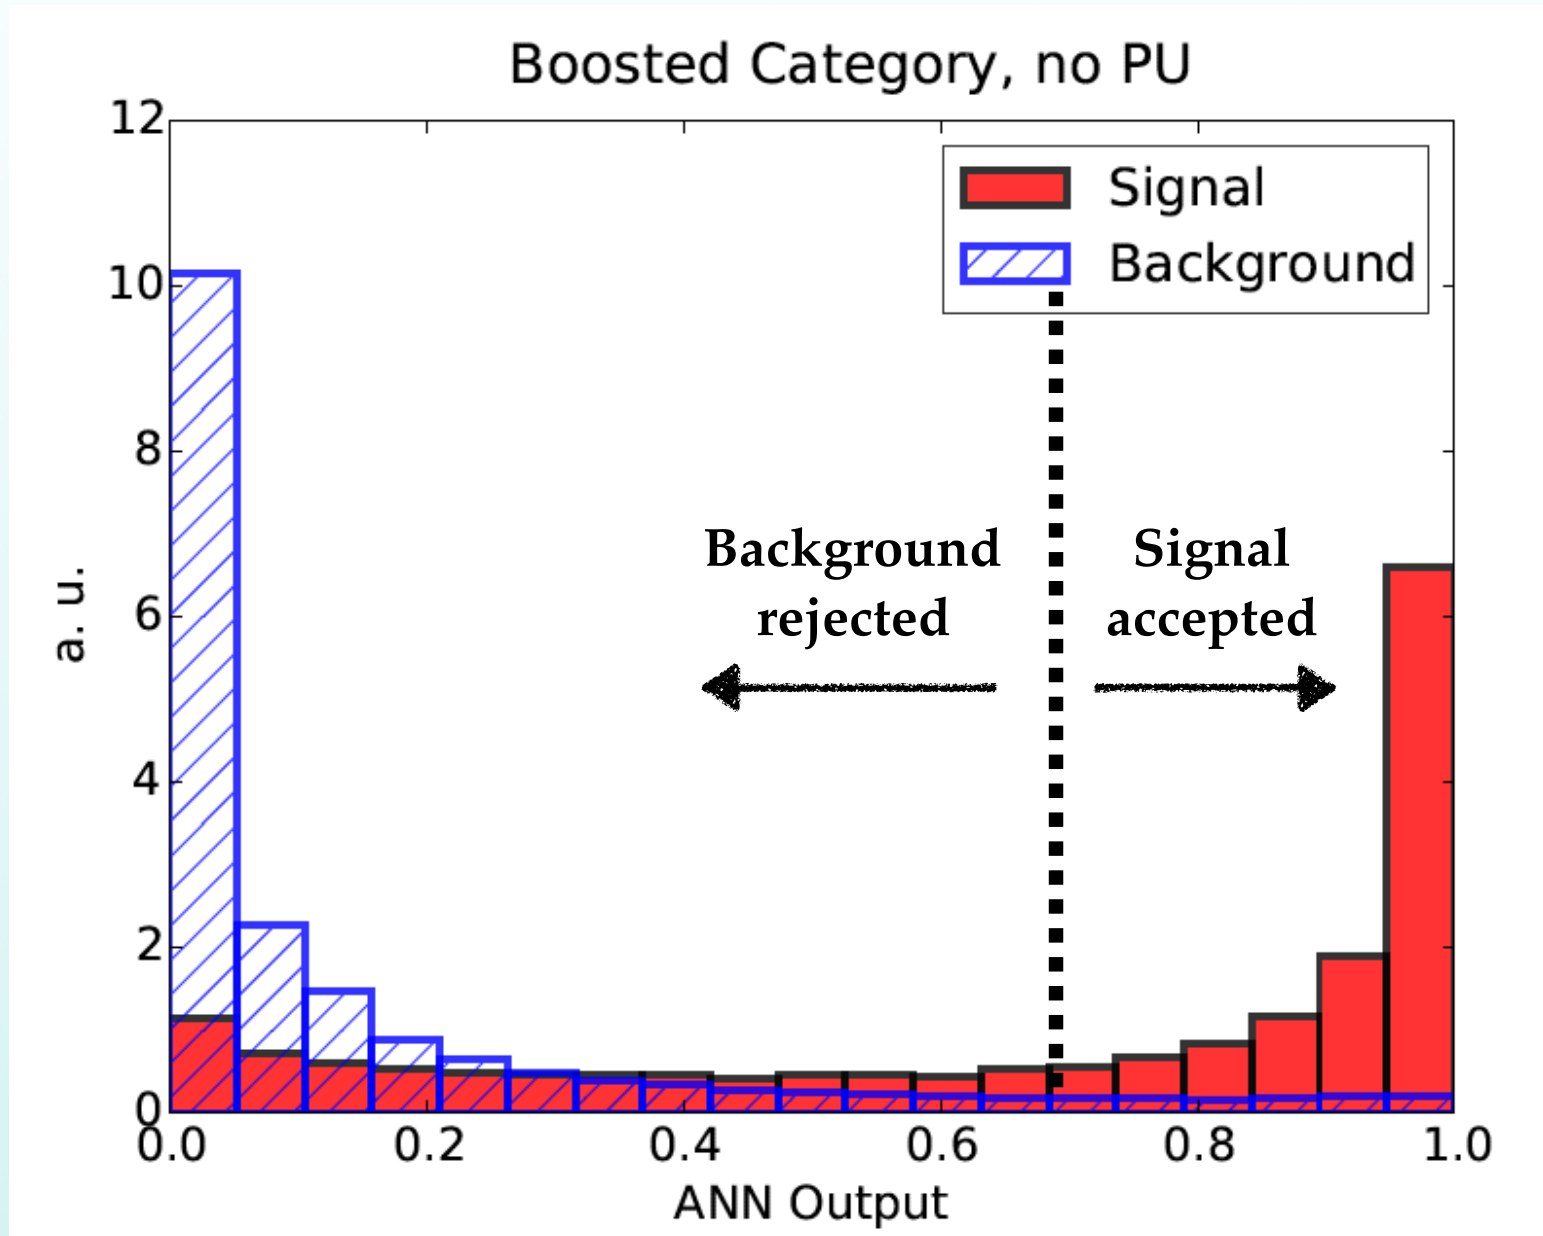 Boosted Category, no PU
12
10
8
6
4
2
0
a. u.
Signal
Background
Background
rejected
Signal
accepted
0.0 0.2 0.4 0.6 0.8 1.0
ANN Output